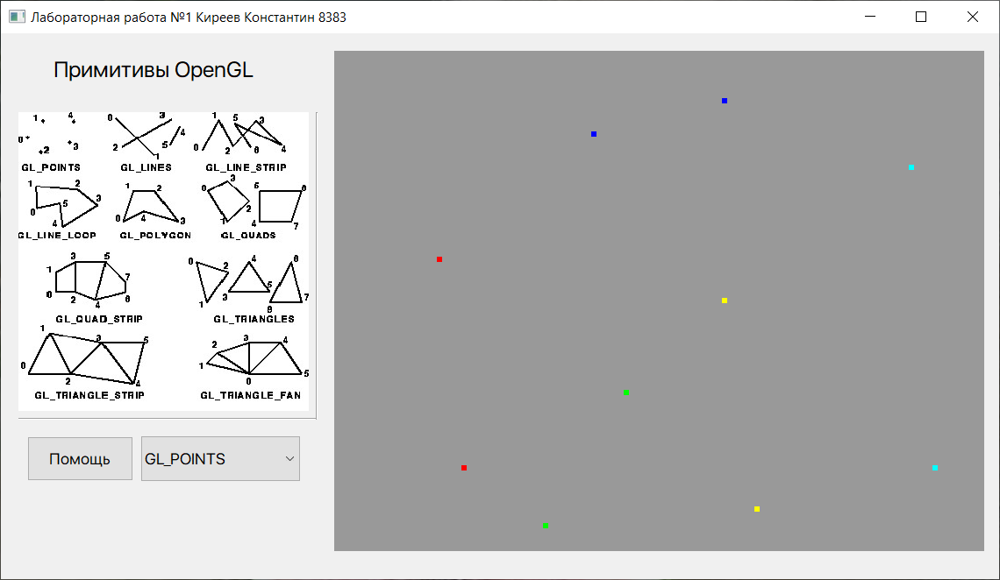 Лабораторная работа №1 Киреев Константин 8383
Примитивы OpenGL
1 4 0 2 3
0 3 2 1 5 4
1 5 3 0 2 6 4
GL_POINTS GL_LINES GL_LINE_STRIP
1 2 3 0 5 4
1 2 0 4 3
3 0 2 1 5 6 4 7
GL_LINE_LOOP GL_POLYGON GL_QUADS
3 5 1 7 0 2 4 6
0 2 1 4 3 5 6 7 8
GL_QUAD_STRIP GL_TRIANGLES
1 3 5 0 2 4
3 4 2 1 0 5
GL_TRIANGLE_STRIP GL_TRIANGLE_FAN
Помощь
GL_POINTS